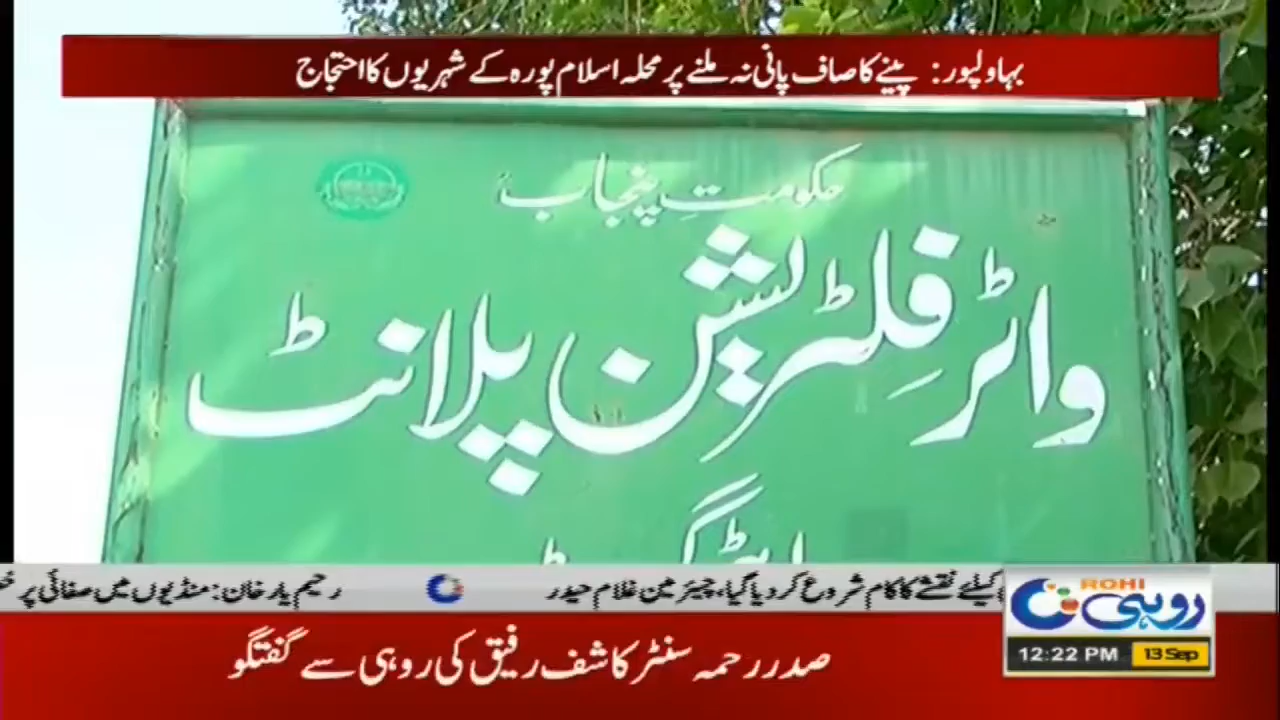 بہاولپور: پینے کا صاف پانی نہ ملنے پر محلہ اسلام پورہ کے شہریوں کا احتجاج
حکومتِ پنجاب
واٹر فلٹریشن پلانٹ
کیلئے نقشے کا کام شروع کر دیا گیا، چیئرمین غلام حیدر
رحیم یار خان: منڈیوں میں صفائی پر
ROHI
روہی
12:22 PM 13 Sep
صدر رحمہ سنٹر کاشف رفیق کی روہی سے گفتگو